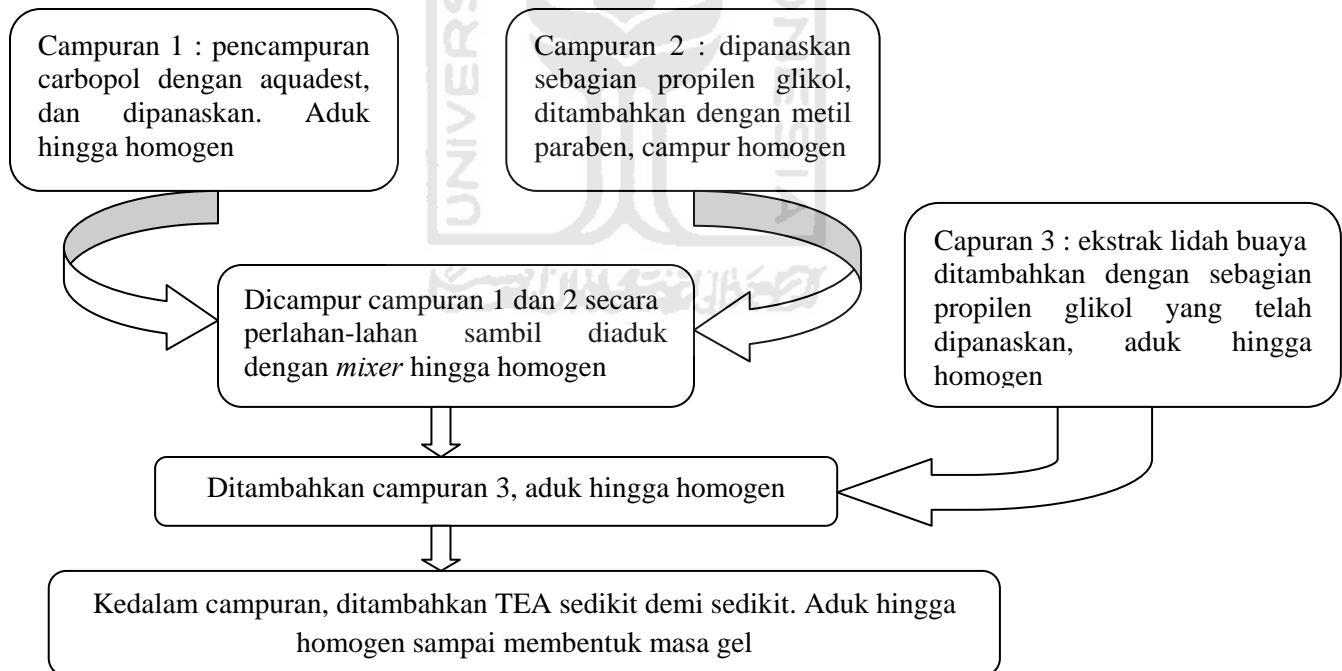 Campuran 1 : pencampuran
carbopol dengan aquadest,
dan dipanaskan. Aduk
hingga homogen
Campuran 2 : dipanaskan
sebagian propilen glikol,
ditambahkan dengan metil
paraben, campur homogen
Capuran 3 : ekstrak lidah buaya
ditambahkan dengan sebagian
propilen glikol yang telah
dipanaskan, aduk hingga
homogen
Dicampur campuran 1 dan 2 secara
perlahan-lahan sambil diaduk
dengan mixer hingga homogen
Ditambahkan campuran 3, aduk hingga homogen
Kedalam campuran, ditambahkan TEA sedikit demi sedikit. Aduk hingga
homogen sampai membentuk masa gel